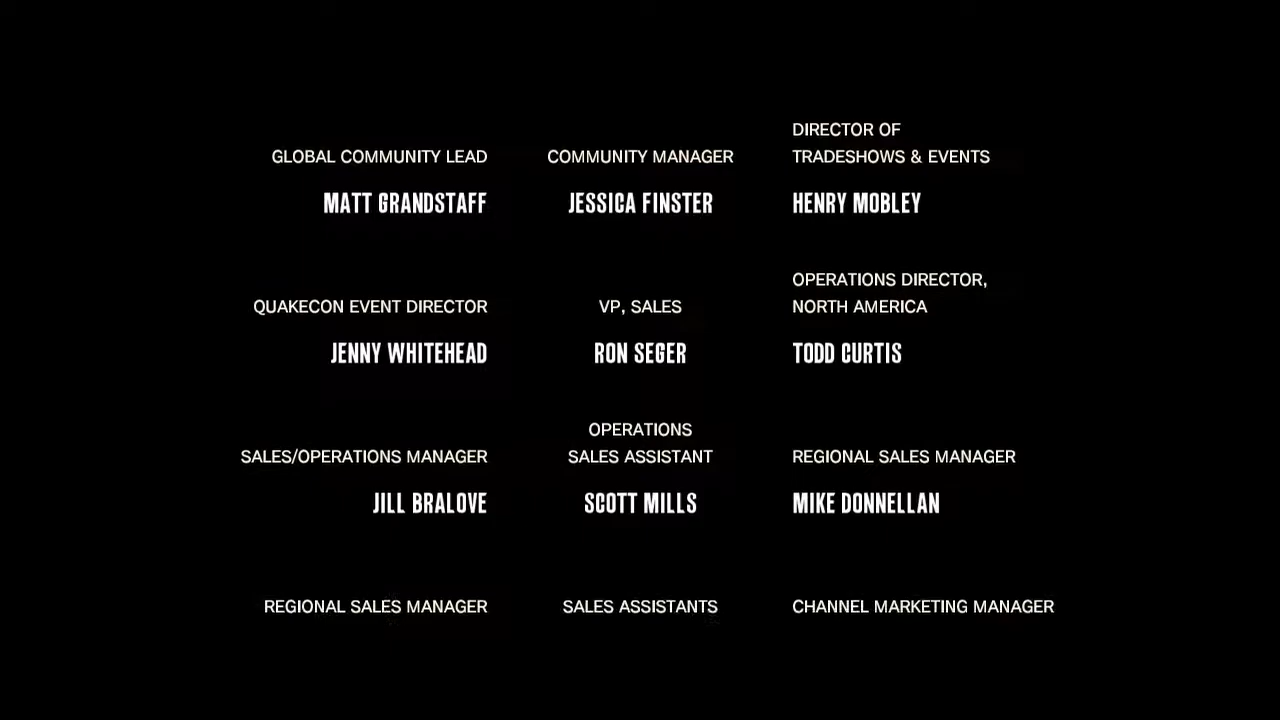 GLOBAL COMMUNITY LEAD
MATT GRANDSTAFF
COMMUNITY MANAGER
JESSICA FINSTER
DIRECTOR OF
TRADESHOWS & EVENTS
HENRY MOBLEY
QUAKECON EVENT DIRECTOR
JENNY WHITEHEAD
VP, SALES
RON SEGER
OPERATIONS DIRECTOR,
NORTH AMERICA
TODD CURTIS
SALES/OPERATIONS MANAGER
JILL BRALOVE
OPERATIONS
SALES ASSISTANT
SCOTT MILLS
REGIONAL SALES MANAGER
MIKE DONNELLAN
REGIONAL SALES MANAGER
SALES ASSISTANTS
CHANNEL MARKETING MANAGER